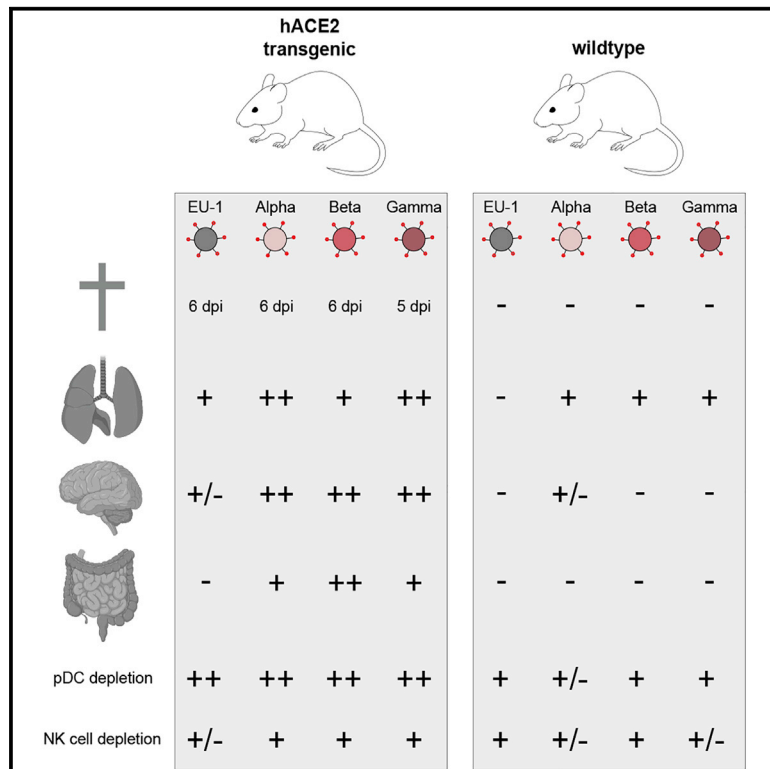 hACE2
transgenic
wildtype
EU-1 Alpha Beta Gamma EU-1 Alpha Beta Gamma
6 dpi 6 dpi 6 dpi 5 dpi - - - -
+ ++ + ++ - + + +
+/- ++ ++ ++ - +/- - -
- + ++ + - - - -
pDC depletion ++ ++ ++ ++ + +/- + +
NK cell depletion +/- + + + + +/- + +/-